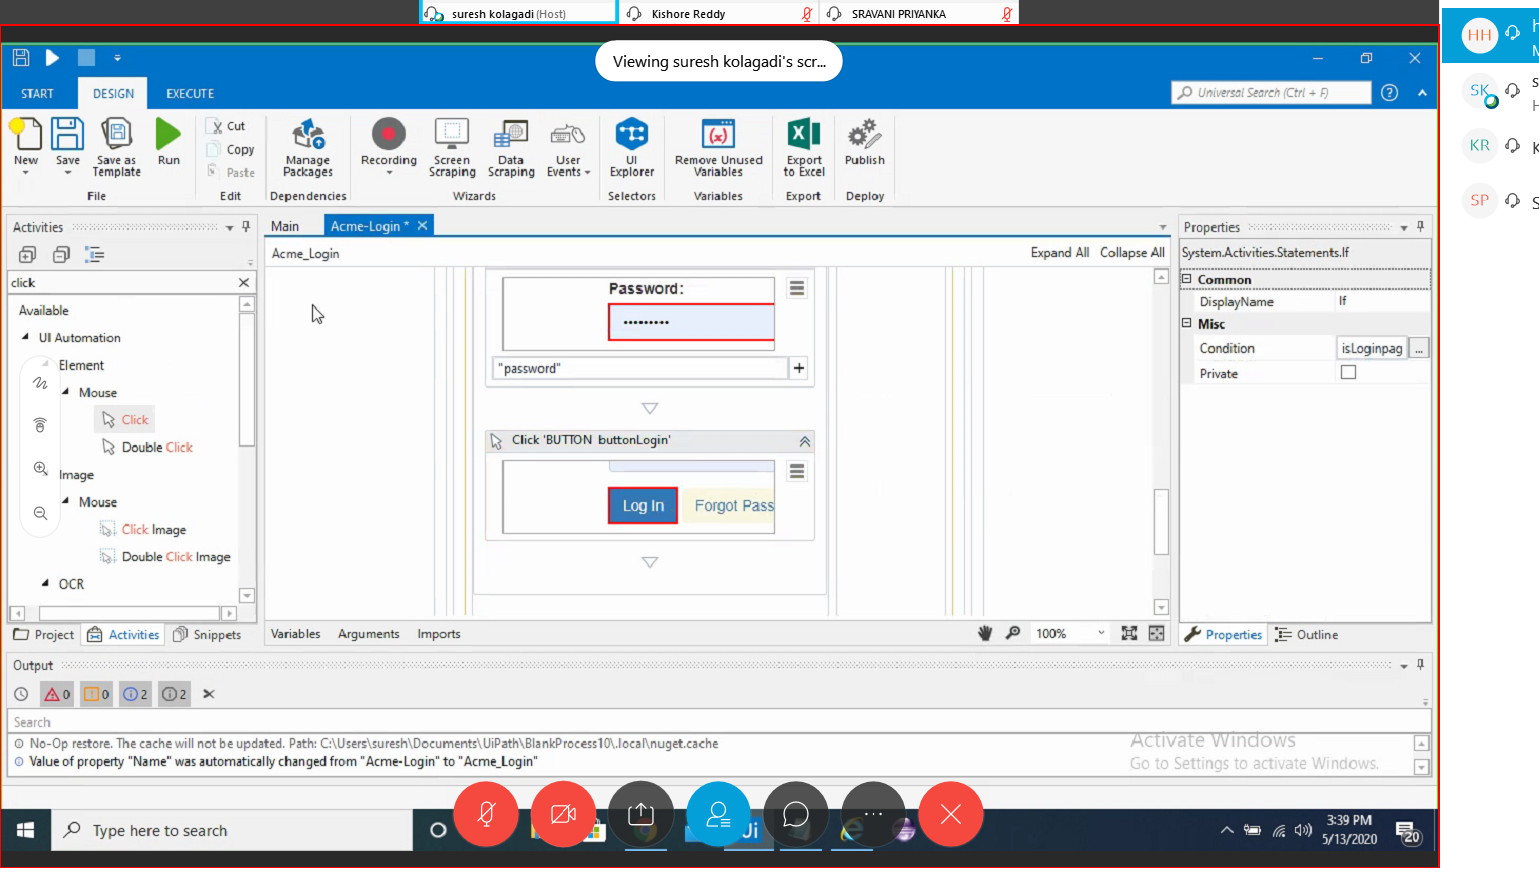 suresh kolagadi (Host)
Kishore Reddy
SRAVANI PRIYANKA
Viewing suresh kolagadi's scr...
HH
SK
KR
SP
START
DESIGN
EXECUTE
Universal Search (Ctrl + F)
New
Save
Save as Template
Run
Cut
Copy
Paste
Manage Packages
Recording
Screen Scraping
Data Scraping
User Events
UI Explorer
Remove Unused Variables
Export to Excel
Publish
File
Edit
Dependencies
Wizards
Selectors
Variables
Export
Deploy
Activities
Main
Acme-Login *
Properties
Acme_Login
Expand All
Collapse All
System.Activities.Statements.If
click
Available
UI Automation
Element
Mouse
Click
Double Click
Image
Mouse
Click Image
Double Click Image
OCR
Password:
"password"
Click 'BUTTON buttonLogin'
Log In
Forgot Pass
Common
DisplayName
If
Misc
Condition
isLoginpag
...
Private
Project
Activities
Snippets
Variables
Arguments
Imports
100%
Properties
Outline
Output
0
0
2
2
Search
No-Op restore. The cache will not be updated. Path: C:\Users\suresh\Documents\UiPath\BlankProcess10\.local\nuget.cache
Value of property "Name" was automatically changed from "Acme-Login" to "Acme_Login"
Activate Windows
Go to Settings to activate Windows.
Type here to search
Ui
3:39 PM
5/13/2020
20